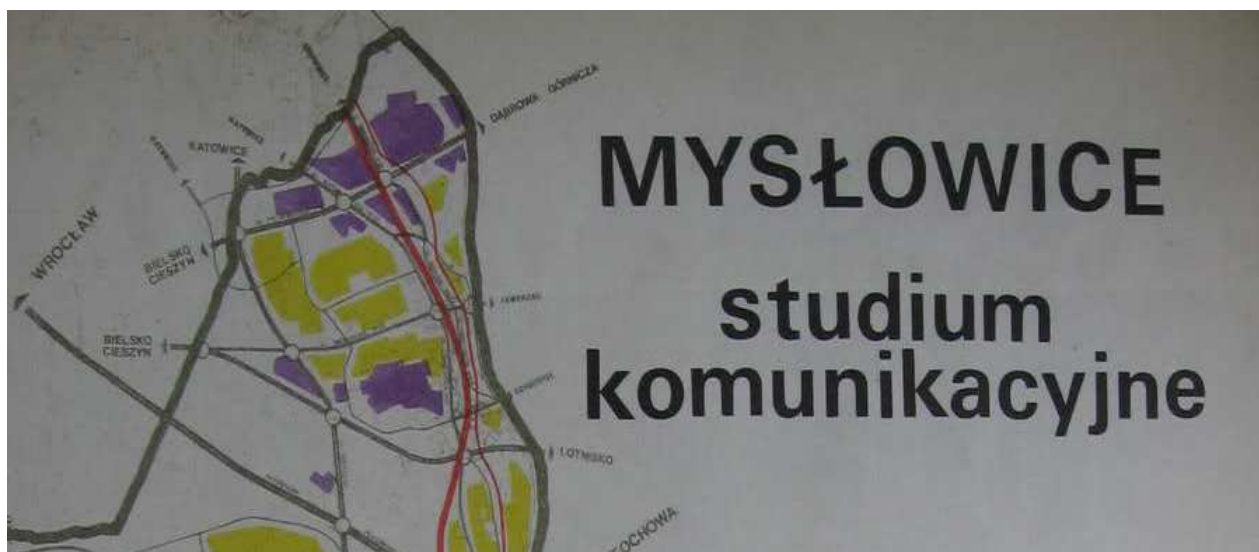 MYSŁOWICE
studium
komunikacyjne
DĄBROWA GÓRNICZA
KATOWICE
WROCŁAW
BIELSKO
CIESZYN
BIELSKO
CIESZYN
LOTNISKO